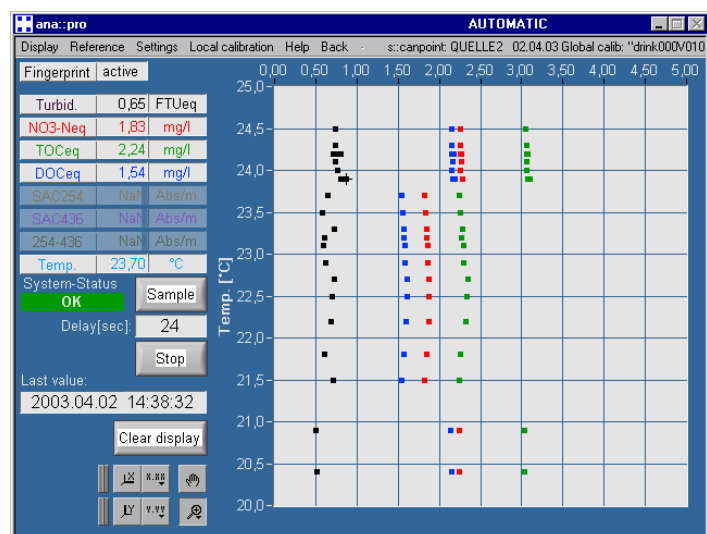 ana::pro AUTOMATIC
Display Reference Settings Local calibration Help Back - s::canpoint: QUELLE2 02.04.03 Global calib: "drink000V010
Fingerprint active
0,00 0,50 1,00 1,50 2,00 2,50 3,00 3,50 4,00 4,50 5,00
Turbid. 0,65 FTUeq
NO3-Neq 1,83 mg/l
TOCeq 2,24 mg/l
DOCeq 1,54 mg/l
SAC254 NaN Abs/m
SAC436 NaN Abs/m
254-436 NaN Abs/m
Temp. 23,70 °C
System-Status
OK
Sample
Delay[sec]: 24
Stop
Last value:
2003.04.02 14:38:32
Clear display
X x.xx
Y y.yy
Temp. [°C]
25,0
24,5
24,0
23,5
23,0
22,5
22,0
21,5
21,0
20,5
20,0